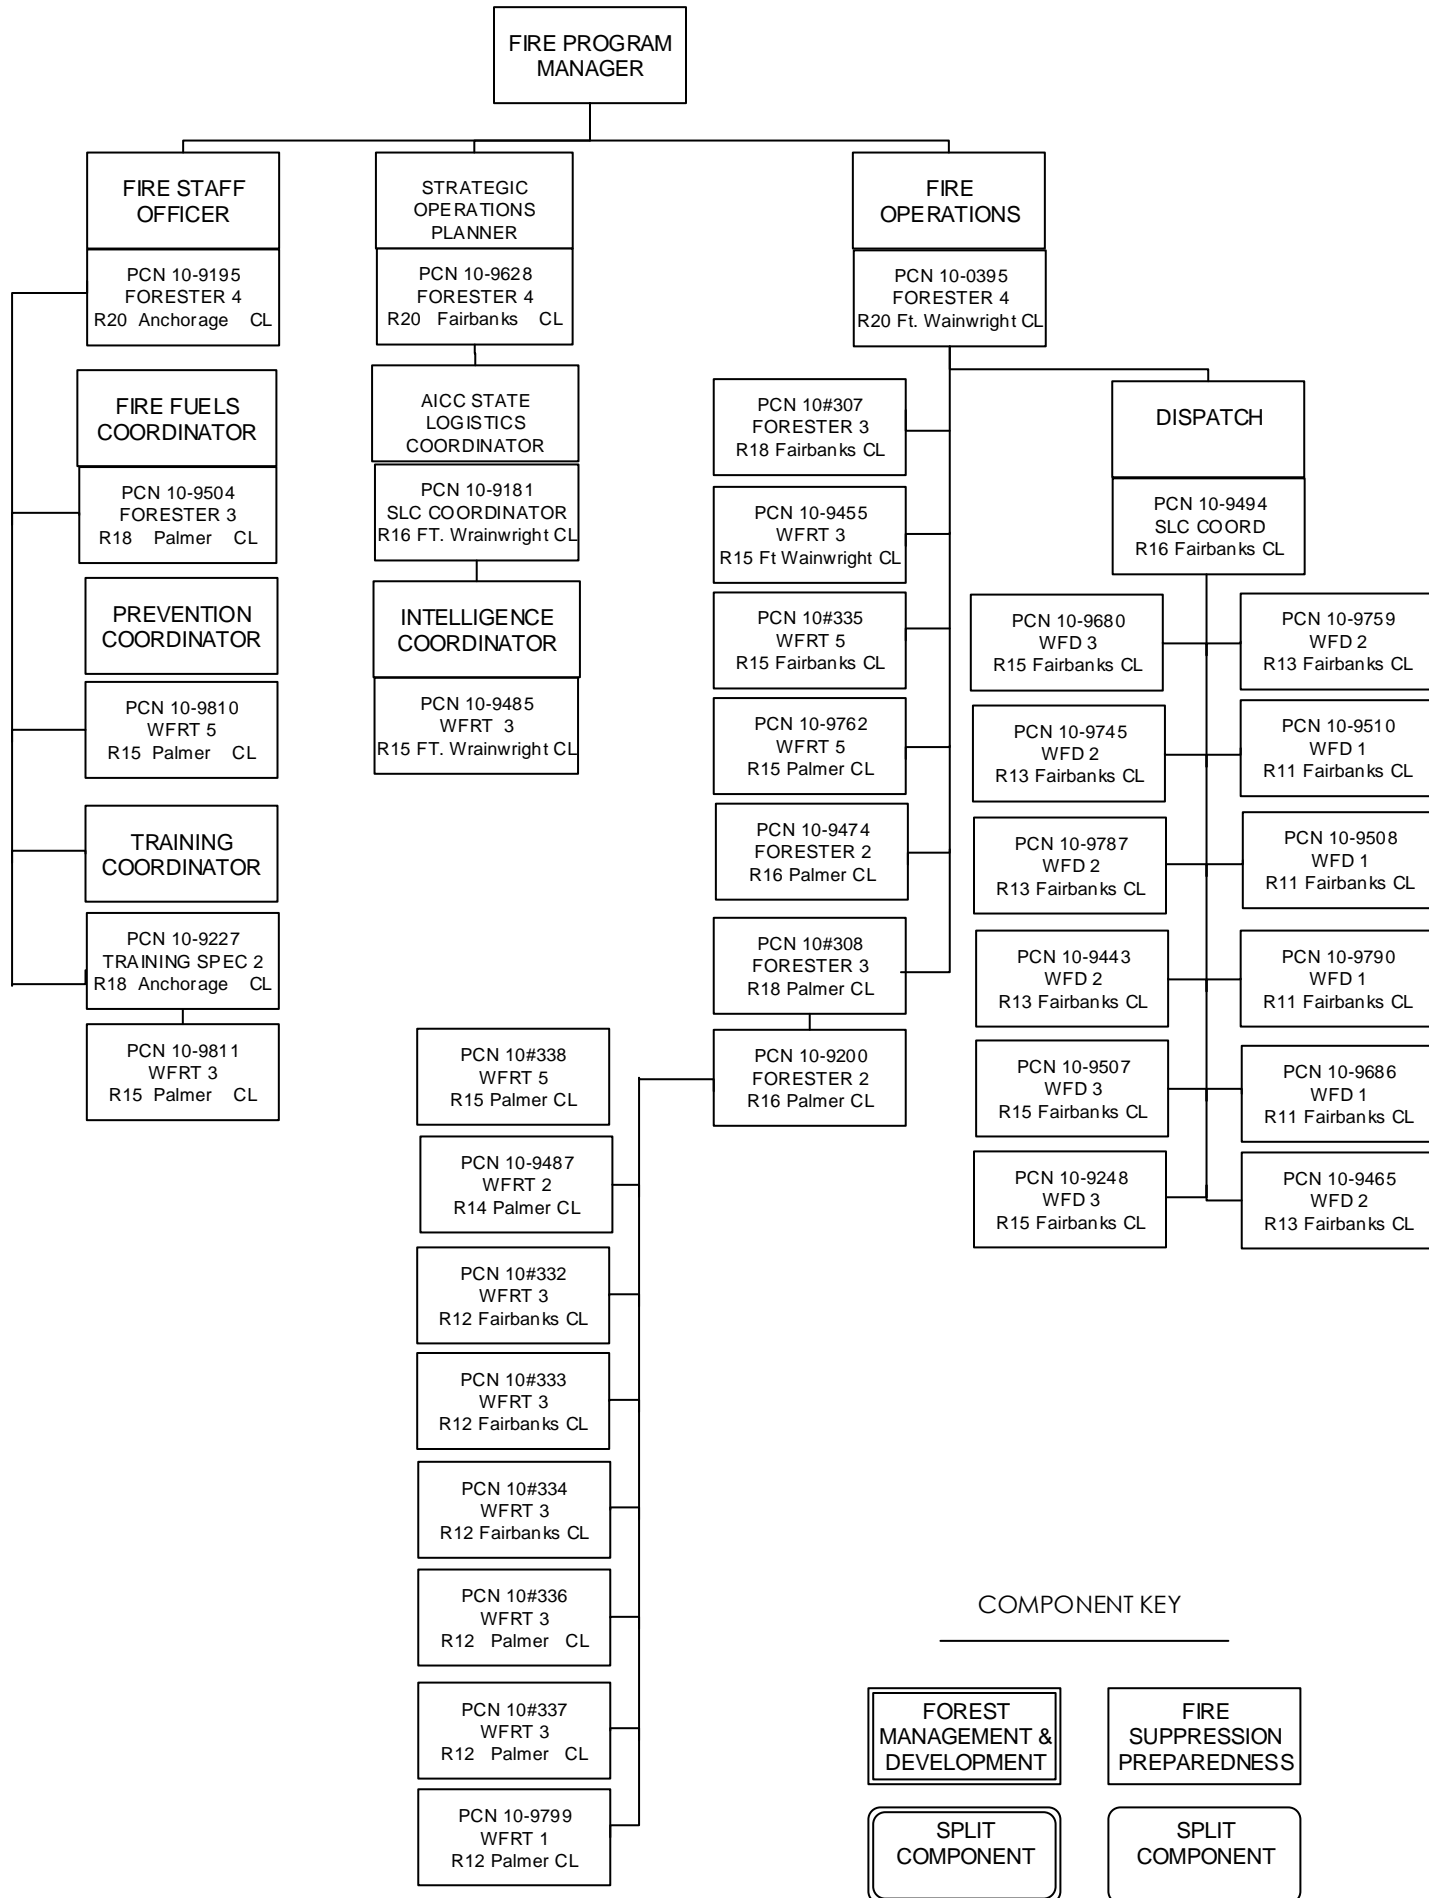 FIRE PROGRAM
MANAGER
FIRE STAFF
OFFICER
PCN 10-9195
FORESTER 4
R20 Anchorage CL
FIRE FUELS
COORDINATOR
PCN 10-9504
FORESTER 3
R18 Palmer CL
PREVENTION
COORDINATOR
PCN 10-9810
WFRT 5
R15 Palmer CL
TRAINING
COORDINATOR
PCN 10-9227
TRAINING SPEC 2
R18 Anchorage CL
PCN 10-9811
WFRT 3
R15 Palmer CL
STRATEGIC
OPERATIONS
PLANNER
PCN 10-9628
FORESTER 4
R20 Fairbanks CL
AICC STATE
LOGISTICS
COORDINATOR
PCN 10-9181
SLC COORDINATOR
R16 FT. Wrainwright CL
INTELLIGENCE
COORDINATOR
PCN 10-9485
WFRT 3
R15 FT. Wrainwright CL
FIRE
OPERATIONS
PCN 10-0395
FORESTER 4
R20 Ft. Wainwright CL
PCN 10#307
FORESTER 3
R18 Fairbanks CL
PCN 10-9455
WFRT 3
R15 Ft Wainwright CL
PCN 10#335
WFRT 5
R15 Fairbanks CL
PCN 10-9762
WFRT 5
R15 Palmer CL
PCN 10-9474
FORESTER 2
R16 Palmer CL
PCN 10#308
FORESTER 3
R18 Palmer CL
PCN 10-9200
FORESTER 2
R16 Palmer CL
PCN 10#338
WFRT 5
R15 Palmer CL
PCN 10-9487
WFRT 2
R14 Palmer CL
PCN 10#332
WFRT 3
R12 Fairbanks CL
PCN 10#333
WFRT 3
R12 Fairbanks CL
PCN 10#334
WFRT 3
R12 Fairbanks CL
PCN 10#336
WFRT 3
R12 Palmer CL
PCN 10#337
WFRT 3
R12 Palmer CL
PCN 10-9799
WFRT 1
R12 Palmer CL
DISPATCH
PCN 10-9494
SLC COORD
R16 Fairbanks CL
PCN 10-9680
WFD 3
R15 Fairbanks CL
PCN 10-9759
WFD 2
R13 Fairbanks CL
PCN 10-9745
WFD 2
R13 Fairbanks CL
PCN 10-9510
WFD 1
R11 Fairbanks CL
PCN 10-9787
WFD 2
R13 Fairbanks CL
PCN 10-9508
WFD 1
R11 Fairbanks CL
PCN 10-9443
WFD 2
R13 Fairbanks CL
PCN 10-9790
WFD 1
R11 Fairbanks CL
PCN 10-9507
WFD 3
R15 Fairbanks CL
PCN 10-9686
WFD 1
R11 Fairbanks CL
PCN 10-9248
WFD 3
R15 Fairbanks CL
PCN 10-9465
WFD 2
R13 Fairbanks CL
COMPONENT KEY
FOREST
MANAGEMENT &
DEVELOPMENT
FIRE
SUPPRESSION
PREPAREDNESS
SPLIT
COMPONENT
SPLIT
COMPONENT